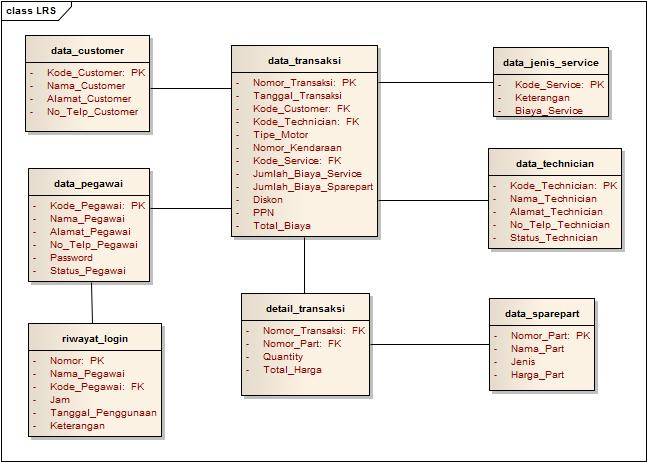 class LRS
data_customer
- Kode_Customer: PK
- Nama_Customer
- Alamat_Customer
- No_Telp_Customer
data_transaksi
- Nomor_Transaksi: PK
- Tanggal_Transaksi
- Kode_Customer: FK
- Kode_Technician: FK
- Tipe_Motor
- Nomor_Kendaraan
- Kode_Service: FK
- Jumlah_Biaya_Service
- Jumlah_Biaya_Sparepart
- Diskon
- PPN
- Total_Biaya
data_jenis_service
- Kode_Service: PK
- Keterangan
- Biaya_Service
data_pegawai
- Kode_Pegawai: PK
- Nama_Pegawai
- Alamat_Pegawai
- No_Telp_Pegawai
- Password
- Status_Pegawai
data_technician
- Kode_Technician: PK
- Nama_Technician
- Alamat_Technician
- No_Telp_Technician
- Status_Technician
riwayat_login
- Nomor: PK
- Nama_Pegawai
- Kode_Pegawai: FK
- Jam
- Tanggal_Penggunaan
- Keterangan
detail_transaksi
- Nomor_Transaksi: FK
- Nomor_Part: FK
- Quantity
- Total_Harga
data_sparepart
- Nomor_Part: PK
- Nama_Part
- Jenis
- Harga_Part